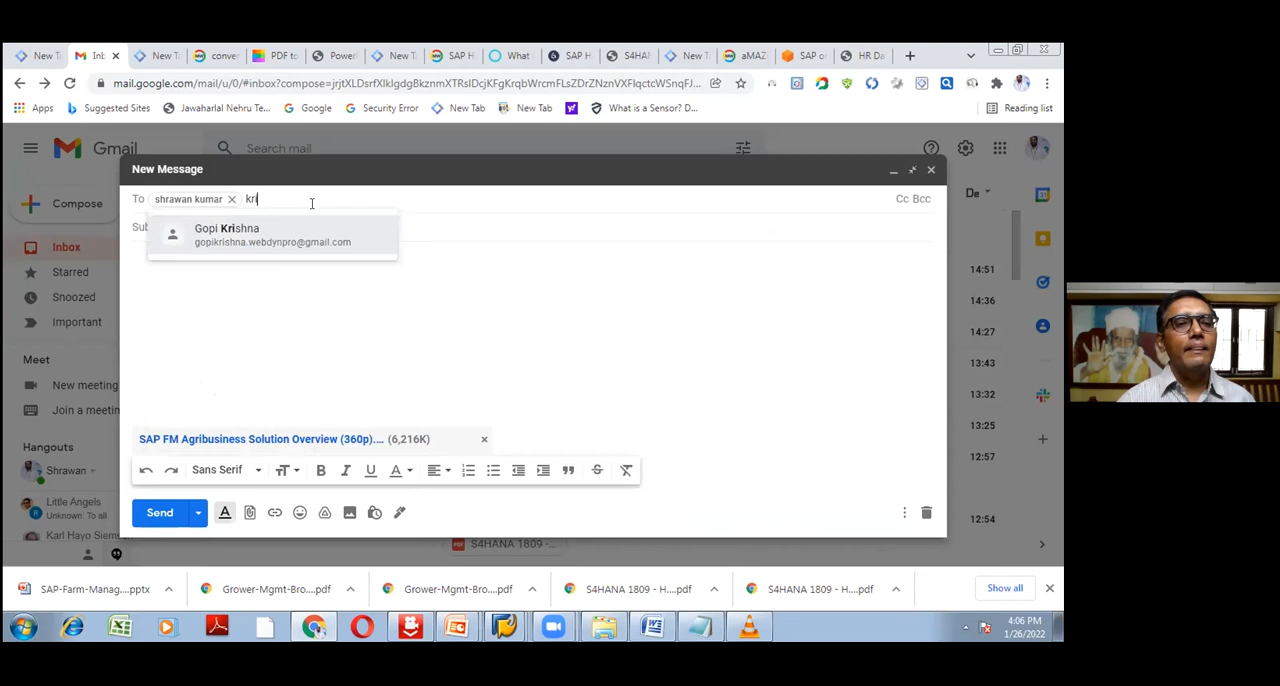 New T
Inb
New Ta
conver
PDF to
Powerl
New T
SAP H
What
SAP H
S4HAN
New T
aMAZ
SAP o
HR Da
mail.google.com/mail/u/0/#inbox?compose=
Apps
Suggested Sites
Jawaharlal Nehru Te...
Google
Security Error
New Tab
New Tab
What is a Sensor? D...
Reading list
Gmail
Search mail
New Message
To
shrawan kumar
kri
Cc Bcc
Compose
De
Sub
Gopi Krishna
gopikrishna.webdynpro@gmail.com
Inbox
Starred
Snoozed
Important
14:51
14:36
14:27
13:43
13:32
13:25
12:57
12:54
Meet
New meeting
Join a meetin
Hangouts
Shrawan
Little Angels
Unknown: To all
Karl Hayo Siem
SAP FM Agribusiness Solution Overview (360p).... (6,216K)
Sans Serif
Send
S4HANA 1809 -...
SAP-Farm-Manag....pptx
Grower-Mgmt-Bro....pdf
Grower-Mgmt-Bro....pdf
S4HANA 1809 - H....pdf
S4HANA 1809 - H....pdf
Show all
4:06 PM
1/26/2022